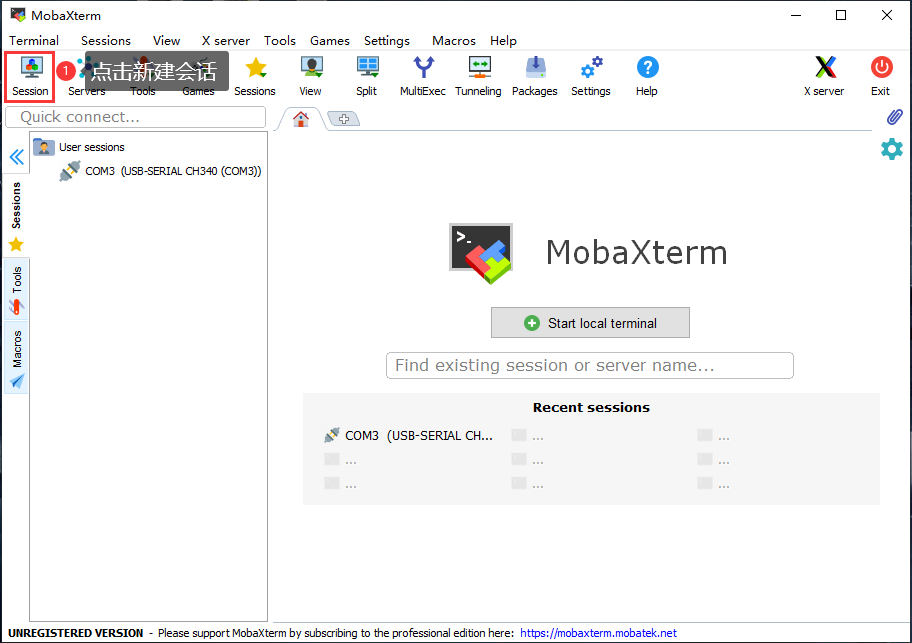 MobaXterm
Terminal Sessions View X server Tools Games Settings Macros Help
1 点击新建会话
Session Servers Tools Games Sessions View Split MultiExec Tunneling Packages Settings Help X server Exit
Quick connect...
User sessions
COM3 (USB-SERIAL CH340 (COM3))
Sessions
Tools
Macros
>_
MobaXterm
Start local terminal
Find existing session or server name...
Recent sessions
COM3 (USB-SERIAL CH... ... ...
... ... ...
... ... ...
UNREGISTERED VERSION - Please support MobaXterm by subscribing to the professional edition here: https://mobaxterm.mobatek.net